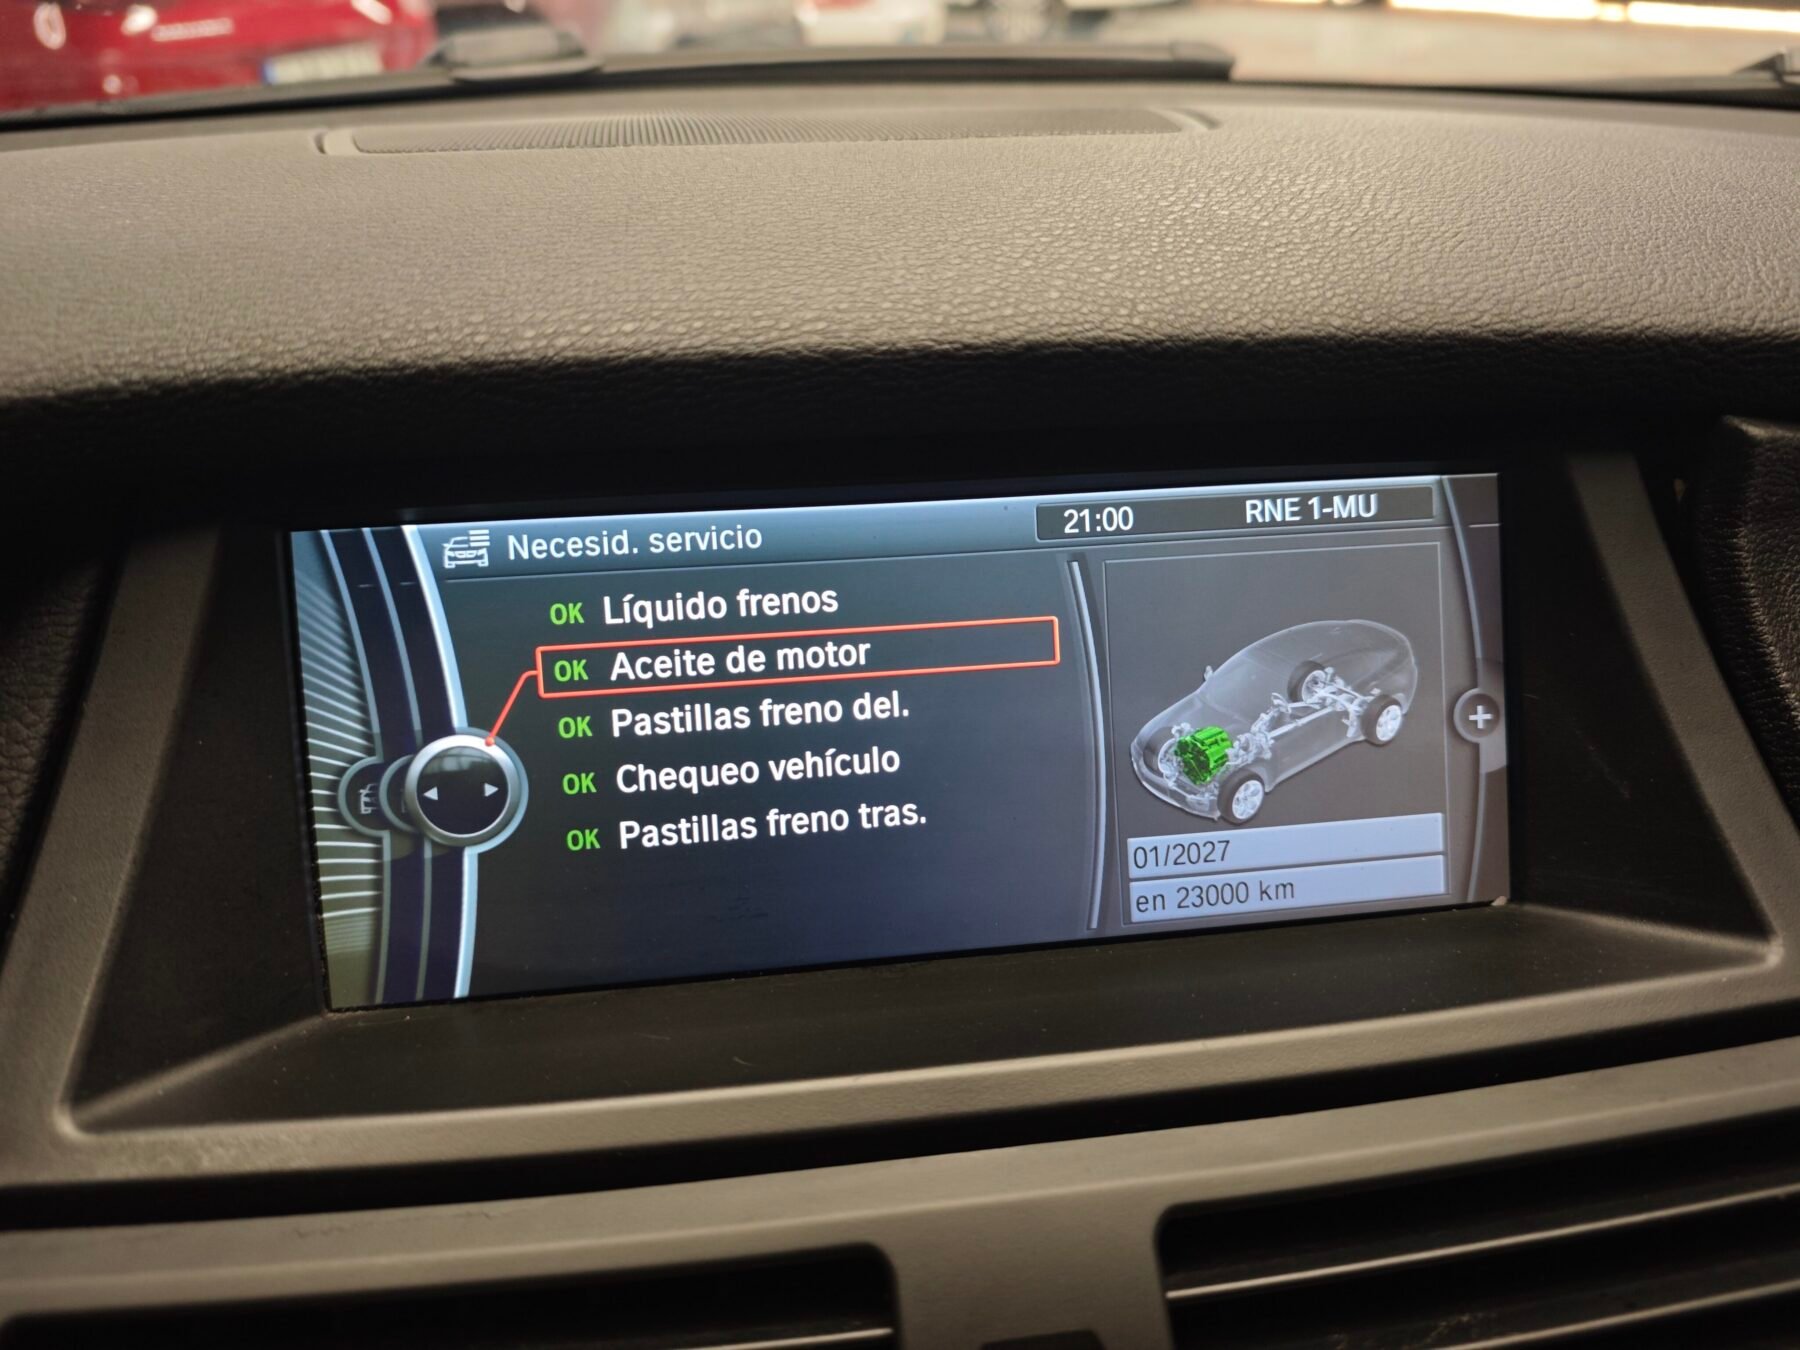 Necesid. servicio
21:00 RNE 1-MU
OK Líquido frenos
OK Aceite de motor
OK Pastillas freno del.
OK Chequeo vehículo
OK Pastillas freno tras.
01/2027
en 23000 km